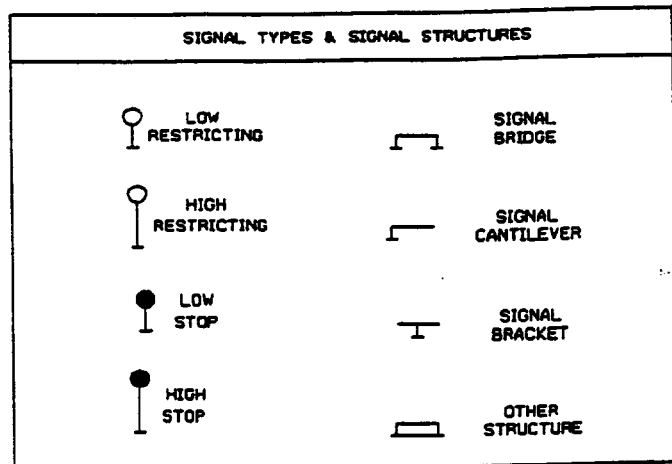 SIGNAL TYPES & SIGNAL STRUCTURES
LOW
RESTRICTING
SIGNAL
BRIDGE
HIGH
RESTRICTING
SIGNAL
CANTILEVER
LOW
STOP
SIGNAL
BRACKET
HIGH
STOP
OTHER
STRUCTURE